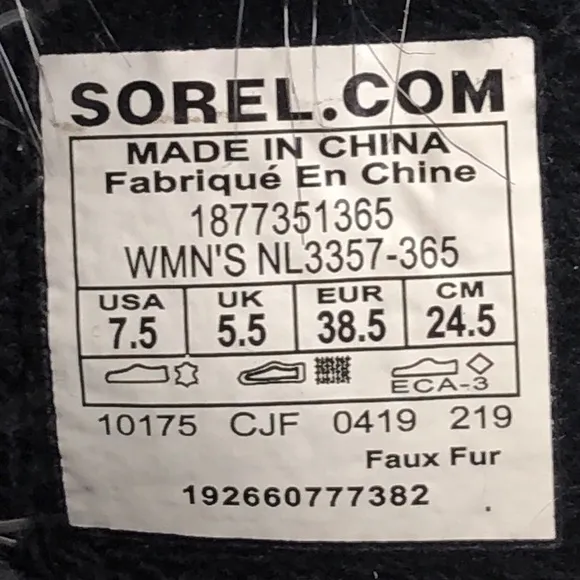 SOREL.COM
MADE IN CHINA
Fabriqué En Chine
1877351365
WMN'S NL3357-365
USA UK EUR CM
7.5 5.5 38.5 24.5
ECA-3
10175 CJF 0419 219
Faux Fur
192660777382